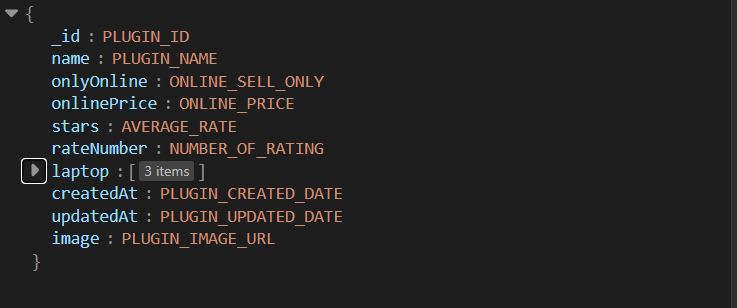 {
_id : PLUGIN_ID
name : PLUGIN_NAME
onlyOnline : ONLINE_SELL_ONLY
onlinePrice : ONLINE_PRICE
stars : AVERAGE_RATE
rateNumber : NUMBER_OF_RATING
laptop : [ 3 items ]
createdAt : PLUGIN_CREATED_DATE
updatedAt : PLUGIN_UPDATED_DATE
image : PLUGIN_IMAGE_URL
}